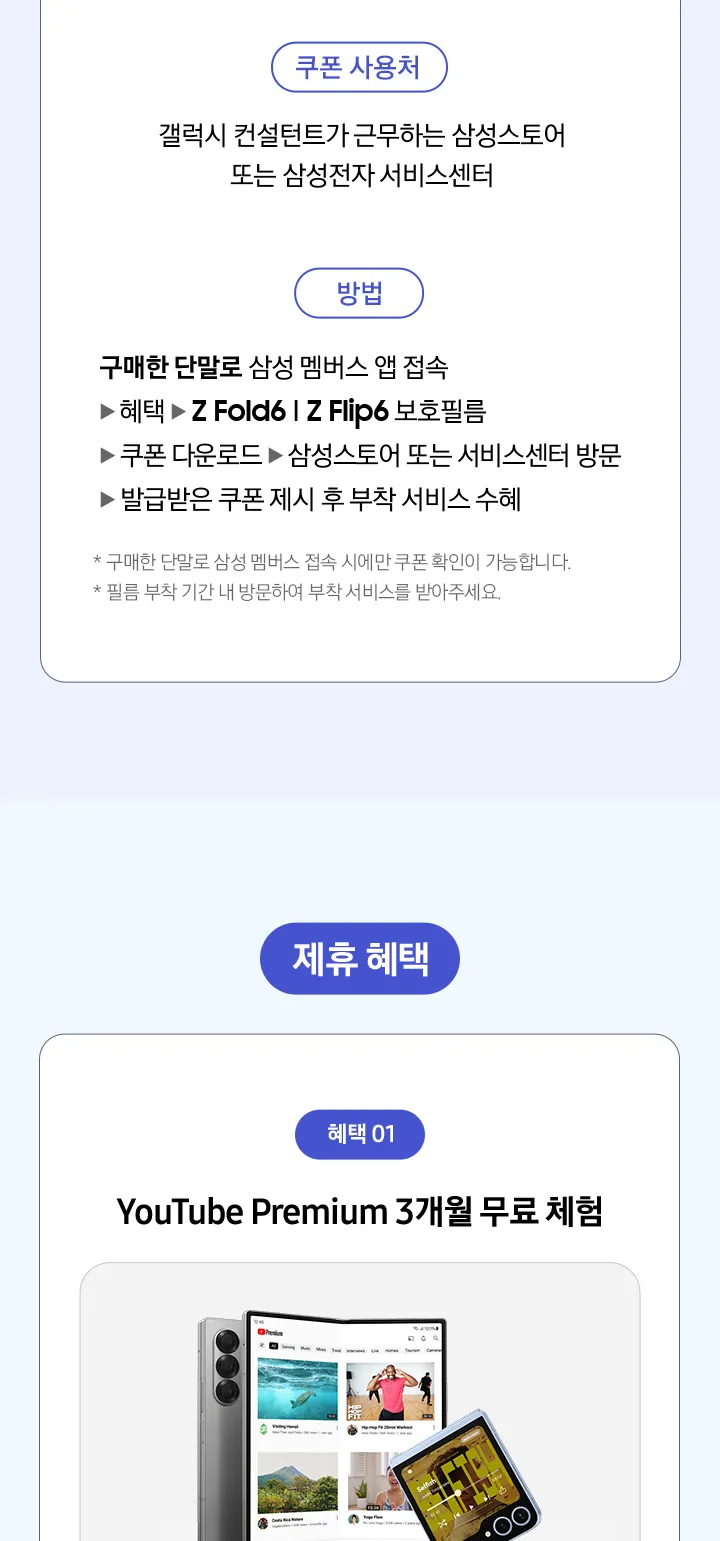 쿠폰 사용처
갤럭시 컨설턴트가 근무하는 삼성스토어
또는 삼성전자 서비스센터
방법
구매한 단말로 삼성 멤버스 앱 접속
▶ 혜택 ▶ Z Fold6 | Z Flip6 보호필름
▶ 쿠폰 다운로드 ▶ 삼성스토어 또는 서비스센터 방문
▶ 발급받은 쿠폰 제시 후 부착 서비스 수혜
* 구매한 단말로 삼성 멤버스 접속 시에만 쿠폰 확인이 가능합니다.
* 필름 부착 기간 내 방문하여 부착 서비스를 받아주세요.
제휴 혜택
혜택 01
YouTube Premium 3개월 무료 체험
12:45
100%
Premium
All Gaming Music Mixes Treat Interviews Live Homes Tourism Cameras
HIP HOP FIT
Visiting Hawaii
Hip-Hop Fit 20min Workout
Costa Rica Nature
Yoga Flow
Selfish